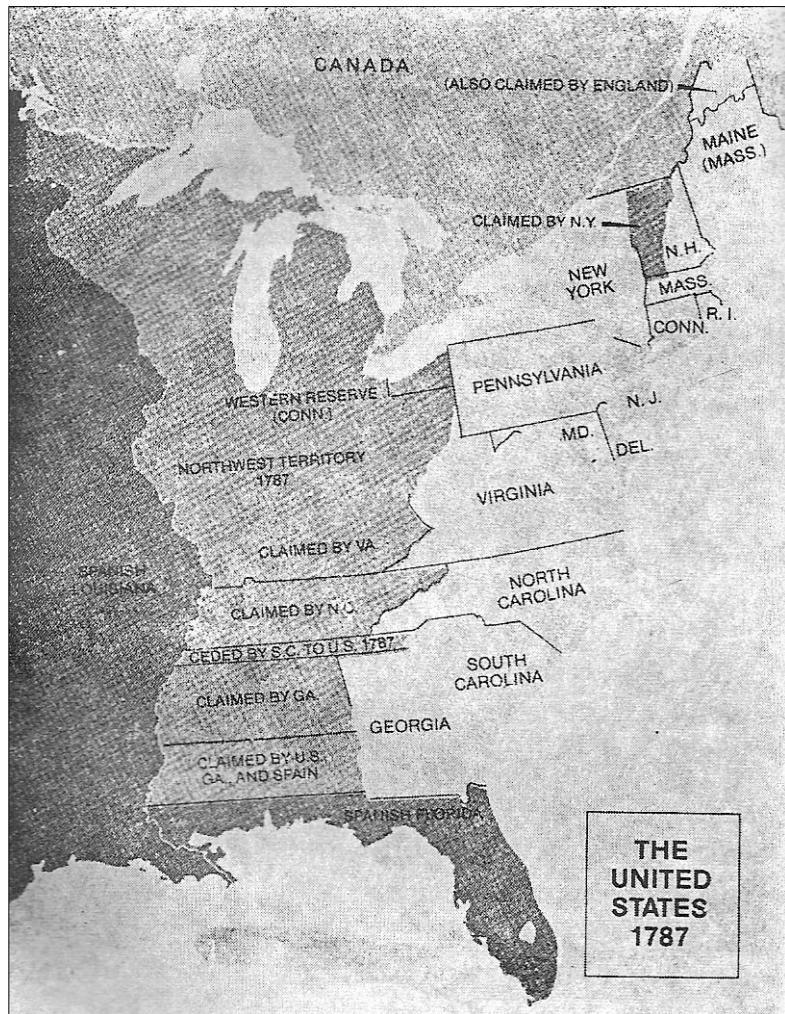 CANADA
(ALSO CLAIMED BY ENGLAND)
MAINE
(MASS.)
CLAIMED BY N.Y.
N.H.
NEW
YORK
MASS.
R. I.
CONN.
PENNSYLVANIA
WESTERN RESERVE
(CONN.)
N. J.
MD.
DEL.
NORTHWEST TERRITORY
1787
VIRGINIA
CLAIMED BY VA.
SPANISH
LOUISIANA
NORTH
CAROLINA
CLAIMED BY N.C.
CEDED BY S.C. TO U.S. 1787
SOUTH
CAROLINA
CLAIMED BY GA.
GEORGIA
CLAIMED BY U.S.,
GA., AND SPAIN
SPANISH FLORIDA
THE
UNITED
STATES
1787